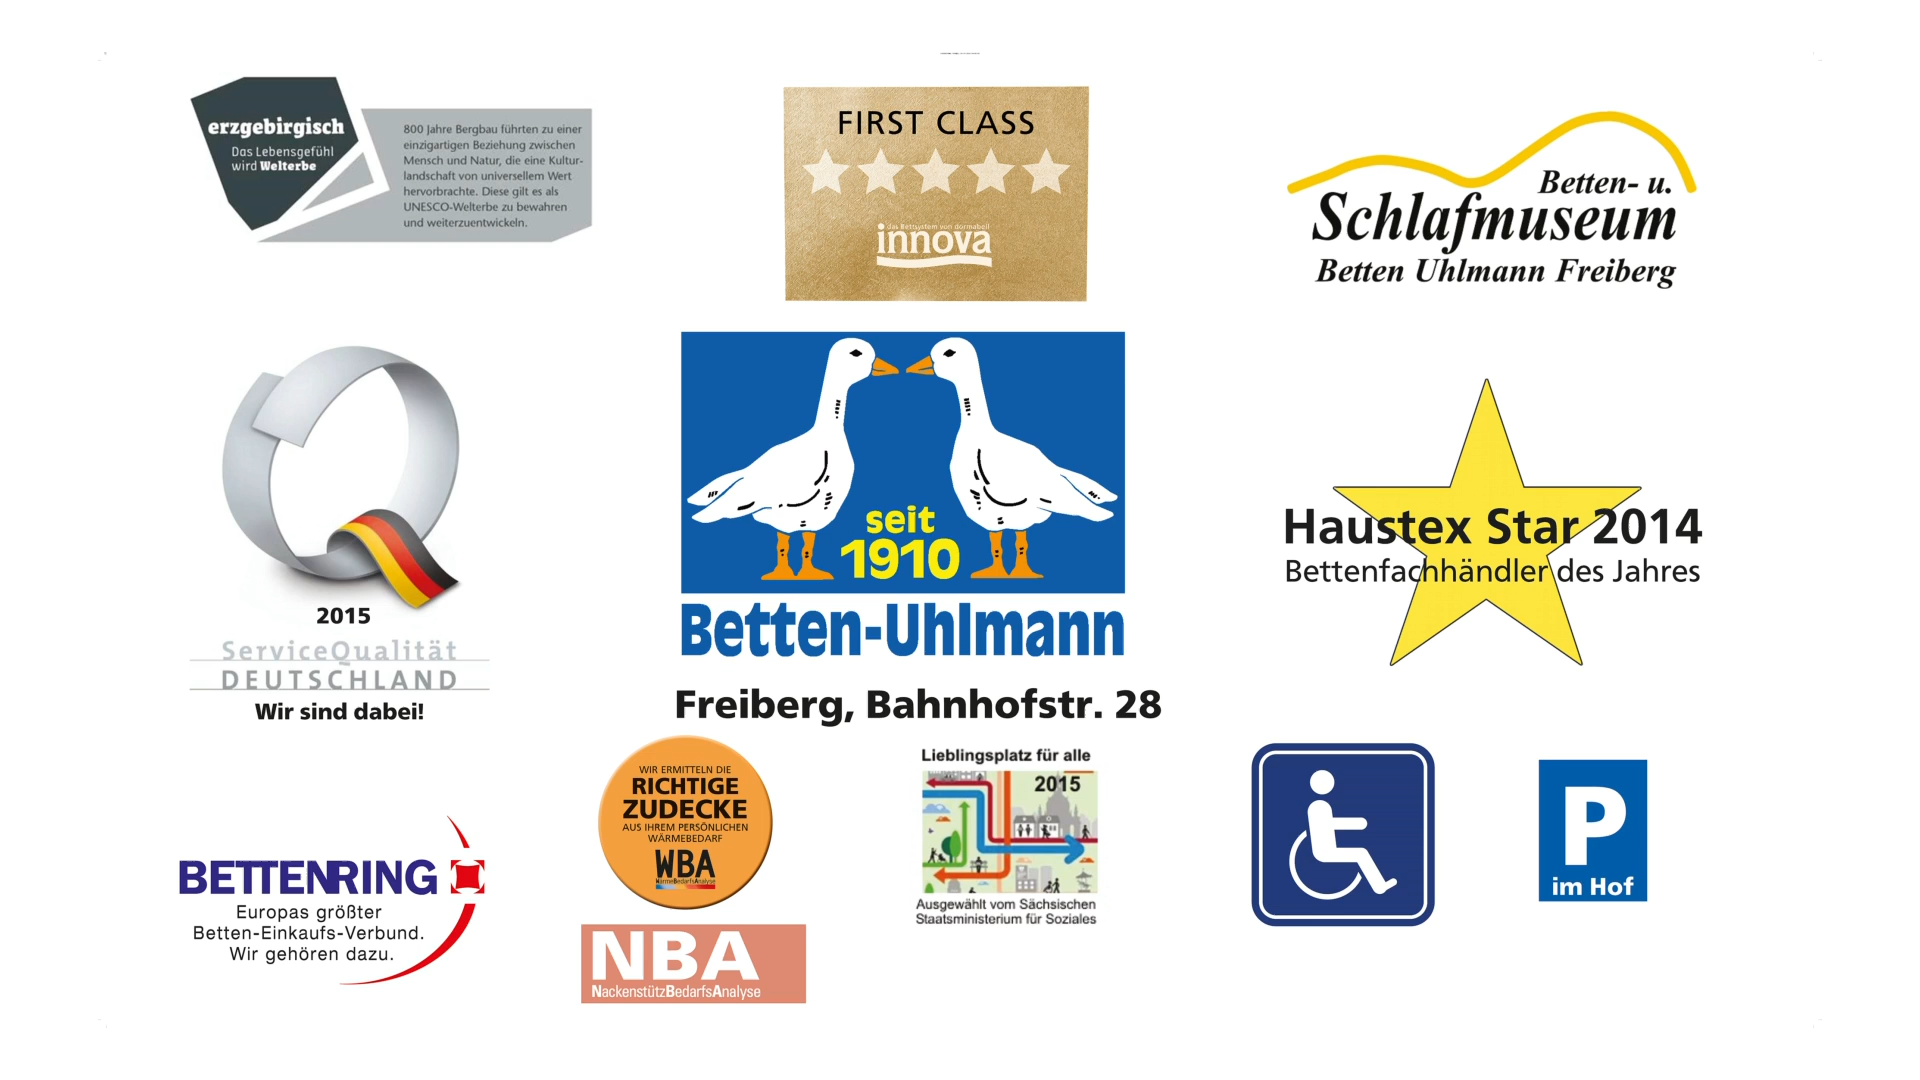 erzgebirgisch
Das Lebensgefühl
wird Welterbe
800 Jahre Bergbau führten zu einer
einzigartigen Beziehung zwischen
Mensch und Natur, die eine Kultur-
landschaft von universellem Wert
hervorbrachte. Diese gilt es als
UNESCO-Welterbe zu bewahren
und weiterzuentwickeln.
FIRST CLASS
das Bettsystem von dormabell
innova
Betten- u.
Schlafmuseum
Betten Uhlmann Freiberg
2015
ServiceQualität
DEUTSCHLAND
Wir sind dabei!
seit
1910
Betten-Uhlmann
Freiberg, Bahnhofstr. 28
Haustex Star 2014
Bettenfachhändler des Jahres
BETTENRING
Europas größter
Betten-Einkaufs-Verbund.
Wir gehören dazu.
WIR ERMITTELN DIE
RICHTIGE
ZUDECKE
AUS IHREM PERSÖNLICHEN
WÄRMEBEDARF
WBA
WärmeBedarfsAnalyse
NBA
NackenstützBedarfsAnalyse
Lieblingsplatz für alle
2015
Ausgewählt vom Sächsischen
Staatsministerium für Soziales
P
im Hof